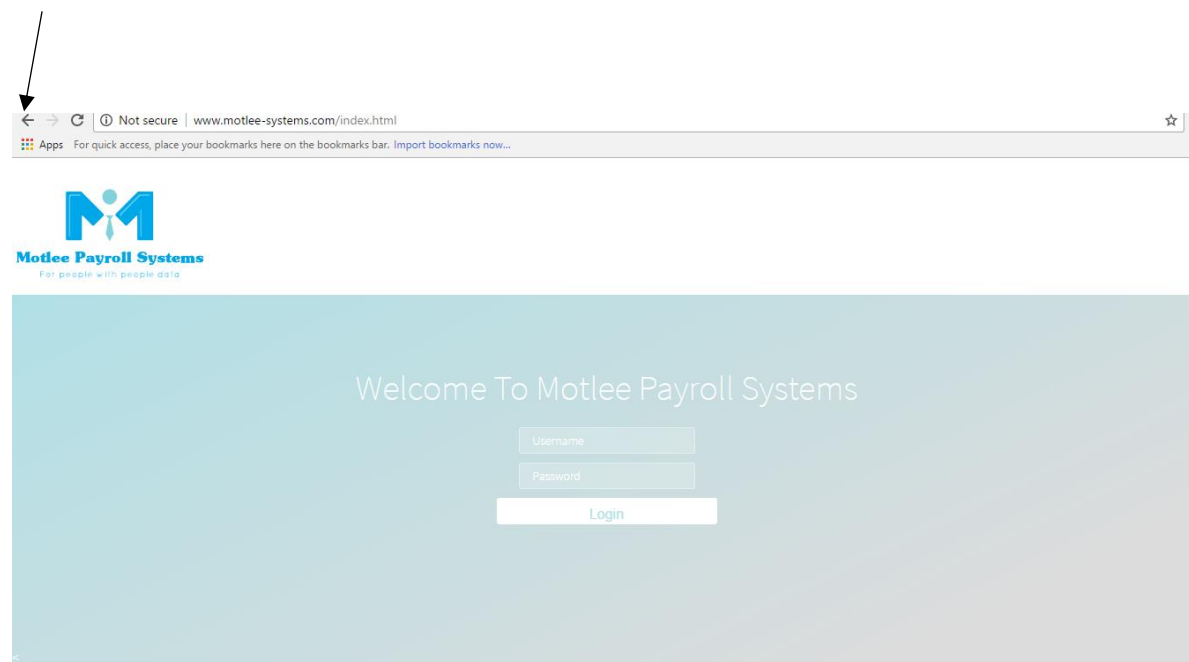 Not secure | www.motlee-systems.com/index.html
Apps For quick access, place your bookmarks here on the bookmarks bar. Import bookmarks now...
M
Motlee Payroll Systems
For people with people data
Welcome To Motlee Payroll Systems
Username
Password
Login
<